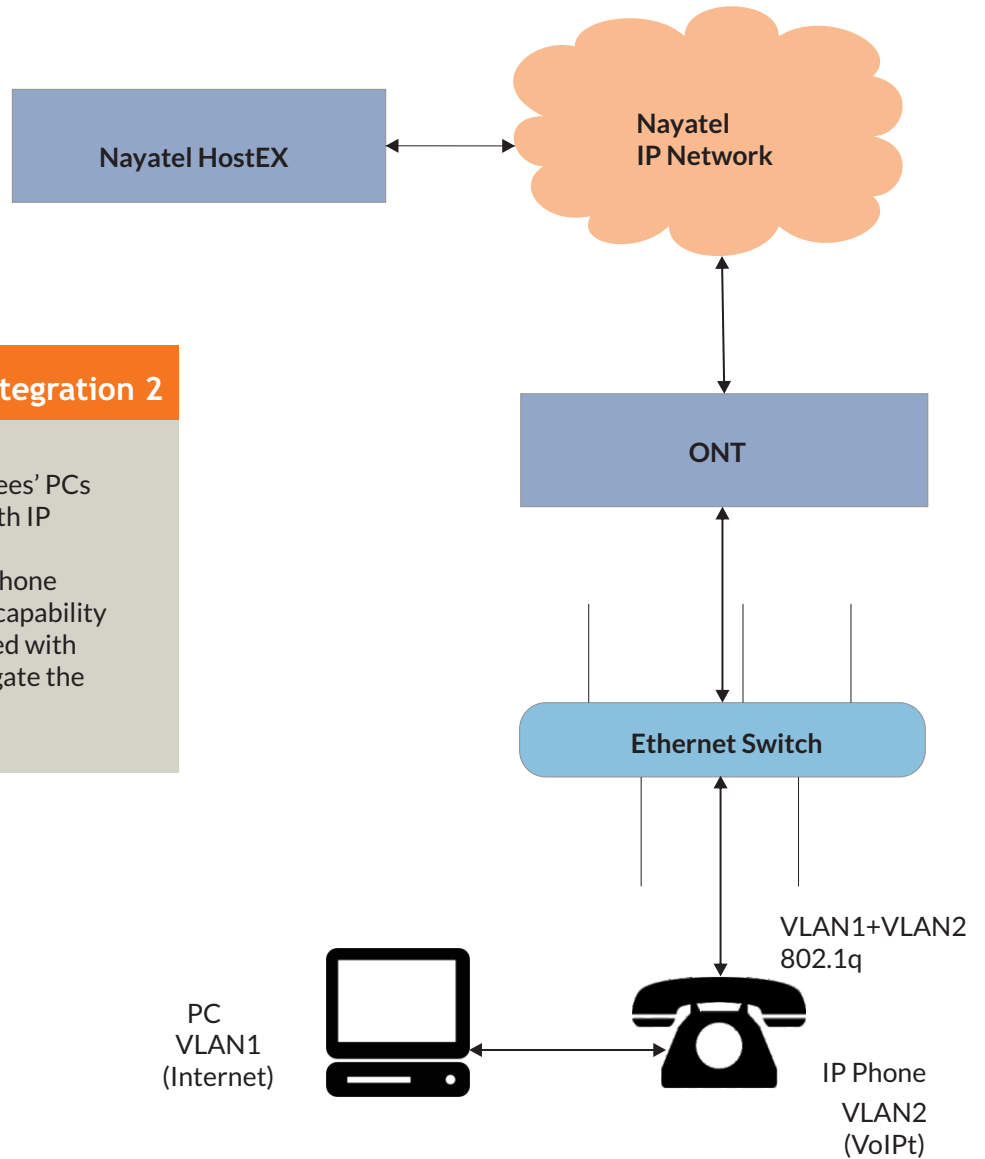 Nayatel HostEX
Nayatel
IP Network
tegration 2
ees’ PCs
th IP
hone
capability
ed with
gate the
ONT
Ethernet Switch
VLAN1+VLAN2
802.1q
PC
VLAN1
(Internet)
IP Phone
VLAN2
(VoIPt)